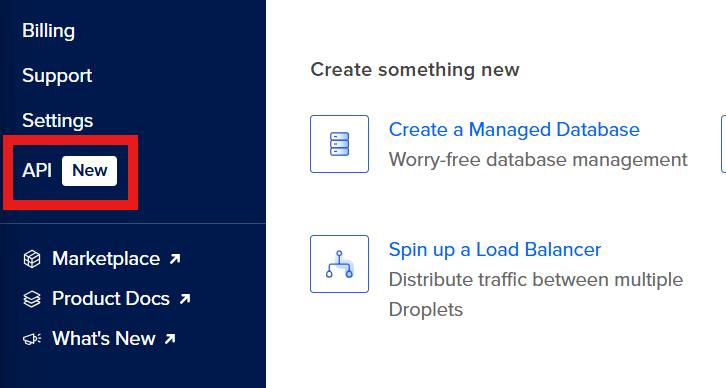 Billing
Support
Settings
API New
Marketplace
Product Docs
What's New
Create something new
Create a Managed Database
Worry-free database management
Spin up a Load Balancer
Distribute traffic between multiple
Droplets